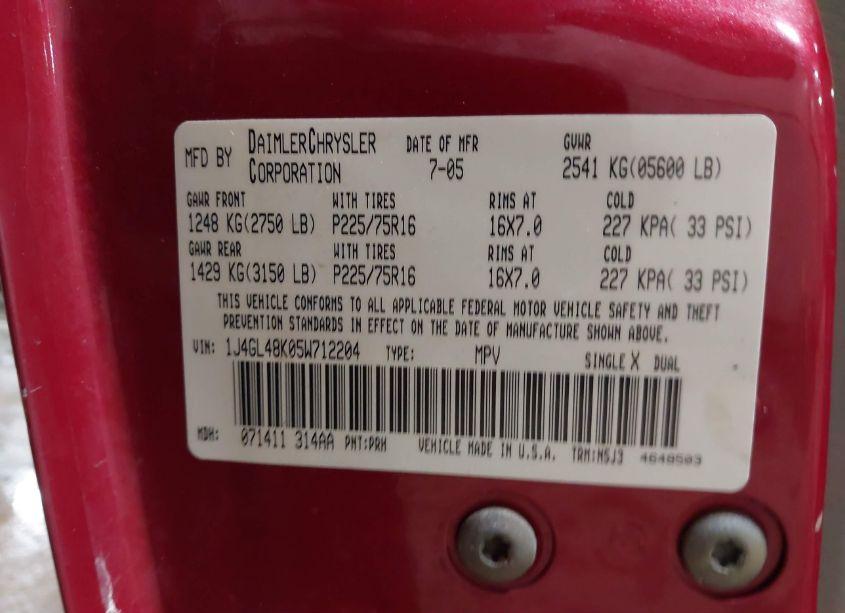 MFD BY DAIMLERCHRYSLER CORPORATION DATE OF MFR 7-05 GVWR 2541 KG(05600 LB)
GAWR FRONT WITH TIRES RIMS AT COLD
1248 KG(2750 LB) P225/75R16 16X7.0 227 KPA( 33 PSI)
GAWR REAR WITH TIRES RIMS AT COLD
1429 KG(3150 LB) P225/75R16 16X7.0 227 KPA( 33 PSI)
THIS VEHICLE CONFORMS TO ALL APPLICABLE FEDERAL MOTOR VEHICLE SAFETY AND THEFT
PREVENTION STANDARDS IN EFFECT ON THE DATE OF MANUFACTURE SHOWN ABOVE.
VIN: 1J4GL48K05W712204 TYPE: MPV SINGLE X DUAL
MDH: 071411 314AA PNT:PRH VEHICLE MADE IN U.S.A. TRM:N5J3 4648503